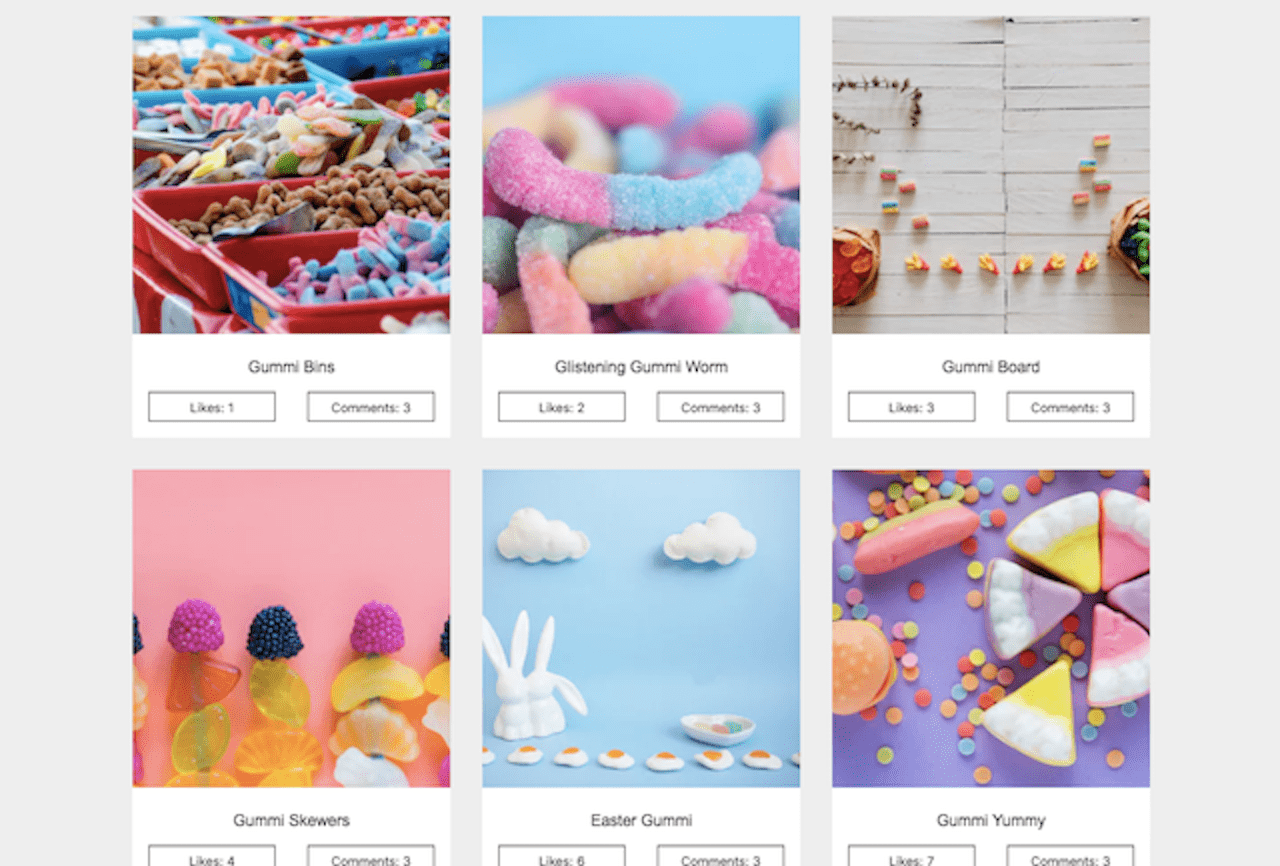 Gummi Bins
Glistening Gummi Worm
Gummi Board
Likes: 1
Comments: 3
Likes: 2
Comments: 3
Likes: 3
Comments: 3
Gummi Skewers
Easter Gummi
Gummi Yummy
Likes: 4
Comments: 3
Likes: 6
Comments: 3
Likes: 7
Comments: 3